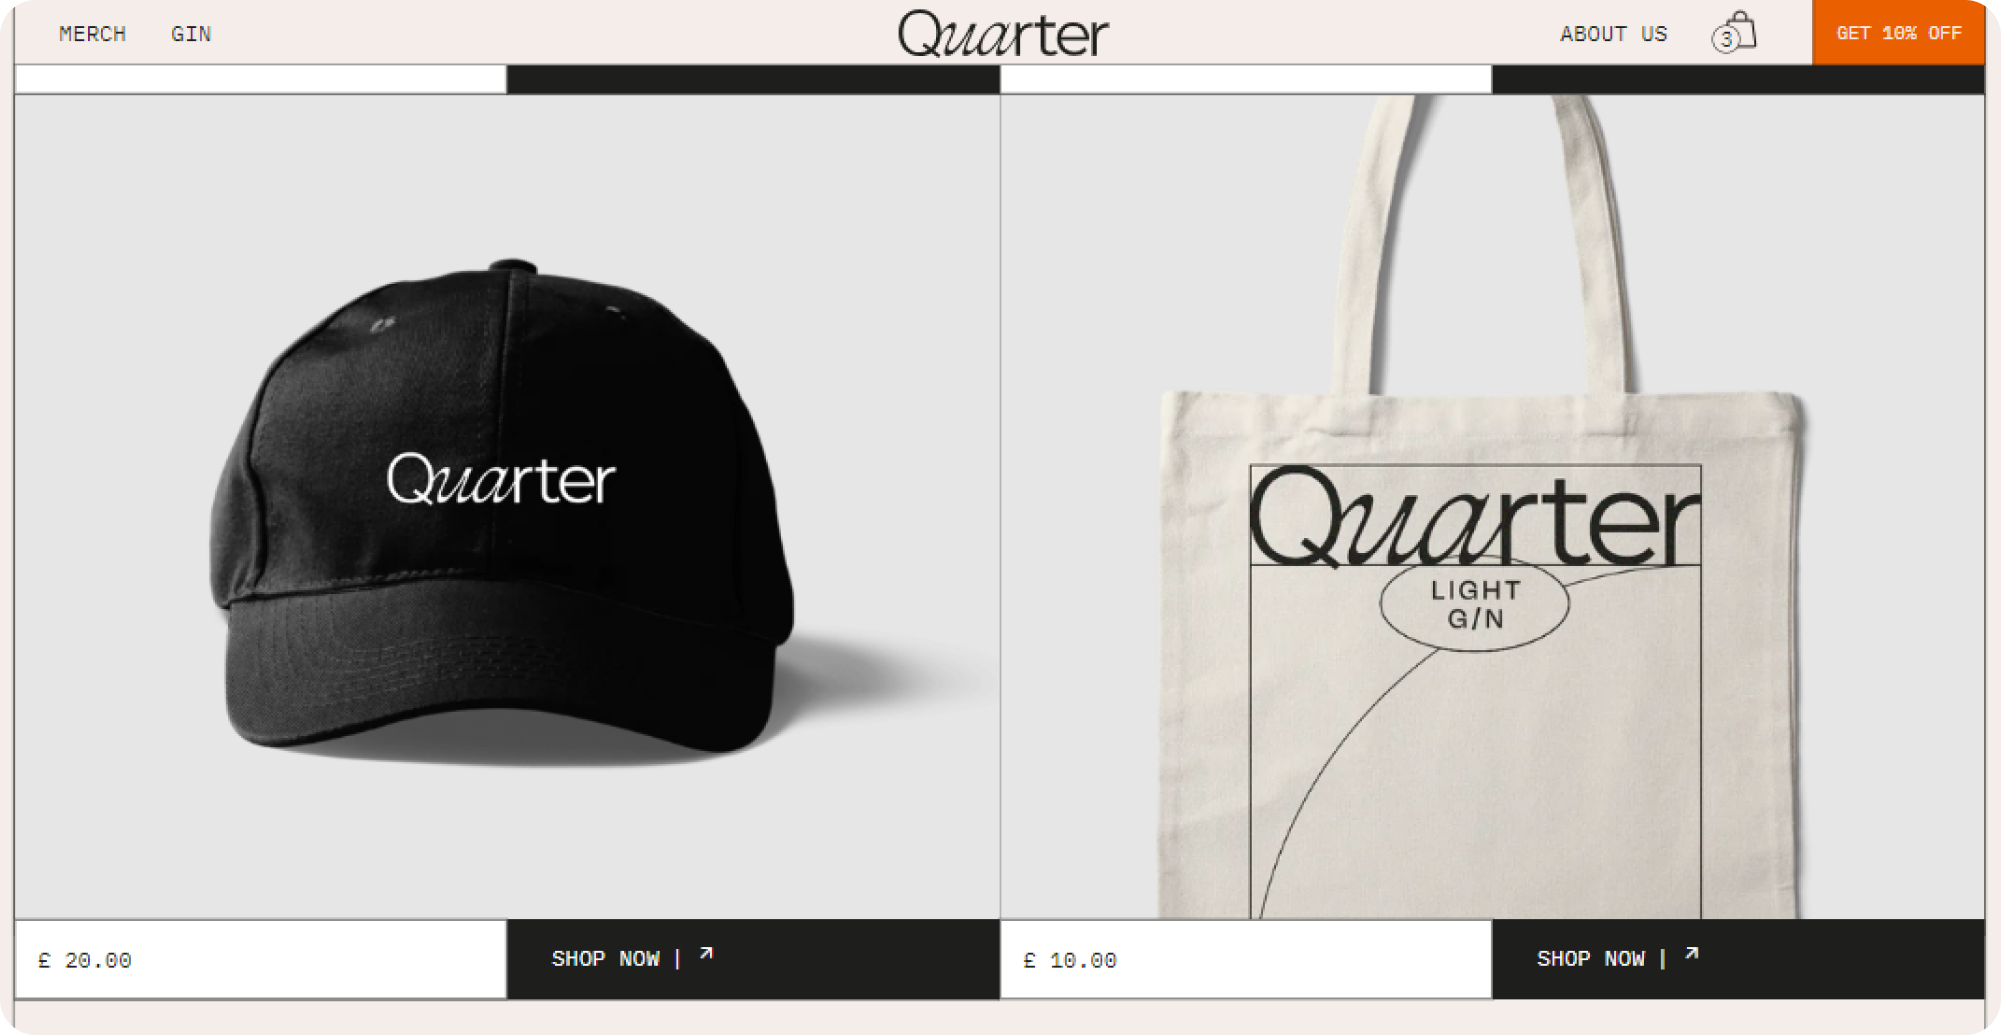 MERCH
GIN
Quarter
ABOUT US
3
GET 10% OFF
Quarter
Quarter
LIGHT
G/N
£ 20.00
SHOP NOW |
£ 10.00
SHOP NOW |